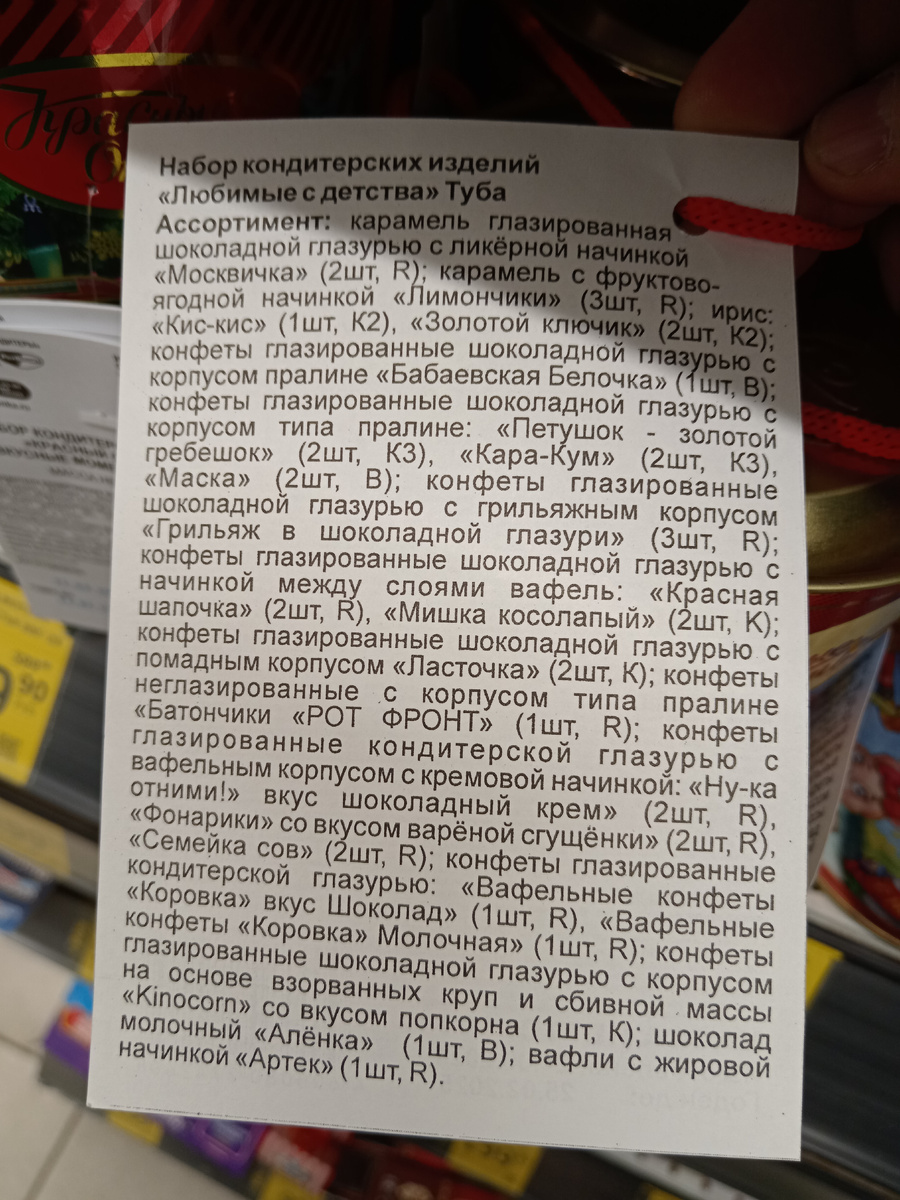 Набор кондитерских изделий
«Любимые с детства» Туба
Ассортимент: карамель глазированная
шоколадной глазурью с ликёрной начинкой
«Москвичка» (2шт, R); карамель с фруктово-
ягодной начинкой «Лимончики» (3шт, R); ирис:
«Кис-кис» (1шт, К2), «Золотой ключик» (2шт, К2);
конфеты глазированные шоколадной глазурью с
корпусом пралине «Бабаевская Белочка» (1шт, В);
конфеты глазированные шоколадной глазурью с
корпусом типа пралине: «Петушок - золотой
гребешок» (2шт, К3), «Кара-Кум» (2шт, К3),
«Маска» (2шт, В); конфеты глазированные
шоколадной глазурью с грильяжным корпусом
«Грильяж в шоколадной глазури» (3шт, R);
конфеты глазированные шоколадной глазурью с
начинкой между слоями вафель: «Красная
шапочка» (2шт, R), «Мишка косолапый» (2шт, К);
конфеты глазированные шоколадной глазурью с
помадным корпусом «Ласточка» (2шт, К); конфеты
неглазированные с корпусом типа пралине
«Батончики «РОТ ФРОНТ» (1шт, R); конфеты
глазированные кондитерской глазурью с
вафельным корпусом с кремовой начинкой: «Ну-ка
отними!» вкус шоколадный крем» (2шт, R),
«Фонарики» со вкусом варёной сгущёнки» (2шт, R),
«Семейка сов» (2шт, R); конфеты глазированные
кондитерской глазурью: «Вафельные конфеты
«Коровка» вкус Шоколад» (1шт, R), «Вафельные
конфеты «Коровка» Молочная» (1шт, R); конфеты
глазированные шоколадной глазурью с корпусом
на основе взорванных круп и сбивной массы
«Kinocorn» со вкусом попкорна (1шт, К); шоколад
молочный «Алёнка» (1шт, В); вафли с жировой
начинкой «Артек» (1шт, R).
90